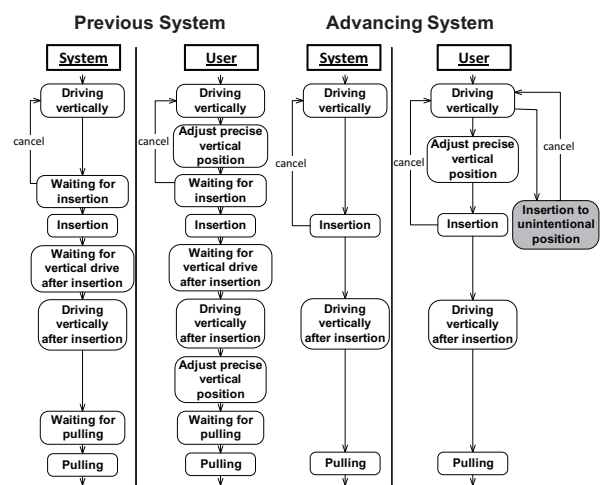 Previous System
Advancing System
System
User
System
User
Driving
vertically
cancel
Waiting for
insertion
Insertion
Waiting for
vertical drive
after insertion
Driving
vertically
after insertion
Waiting for
pulling
Pulling
Driving
vertically
Adjust precise
vertical
position
cancel
Waiting for
insertion
Insertion
Waiting for
vertical drive
after insertion
Driving
vertically
after insertion
Adjust precise
vertical
position
Waiting for
pulling
Pulling
Driving
vertically
cancel
Insertion
Driving
vertically
after insertion
Pulling
Driving
vertically
Adjust precise
vertical
position
cancel
cancel
Insertion
Insertion to
unintentional
position
Driving
vertically
after insertion
Pulling